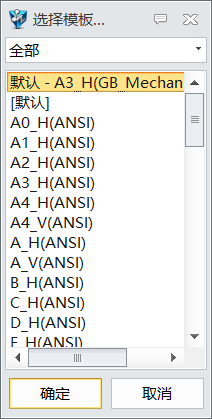 选择模板...
全部
默认 - A3_H(GB_Mechan
[默认]
A0_H(ANSI)
A1_H(ANSI)
A2_H(ANSI)
A3_H(ANSI)
A4_H(ANSI)
A4_V(ANSI)
A_H(ANSI)
A_V(ANSI)
B_H(ANSI)
C_H(ANSI)
D_H(ANSI)
E_H(ANSI)
确定
取消